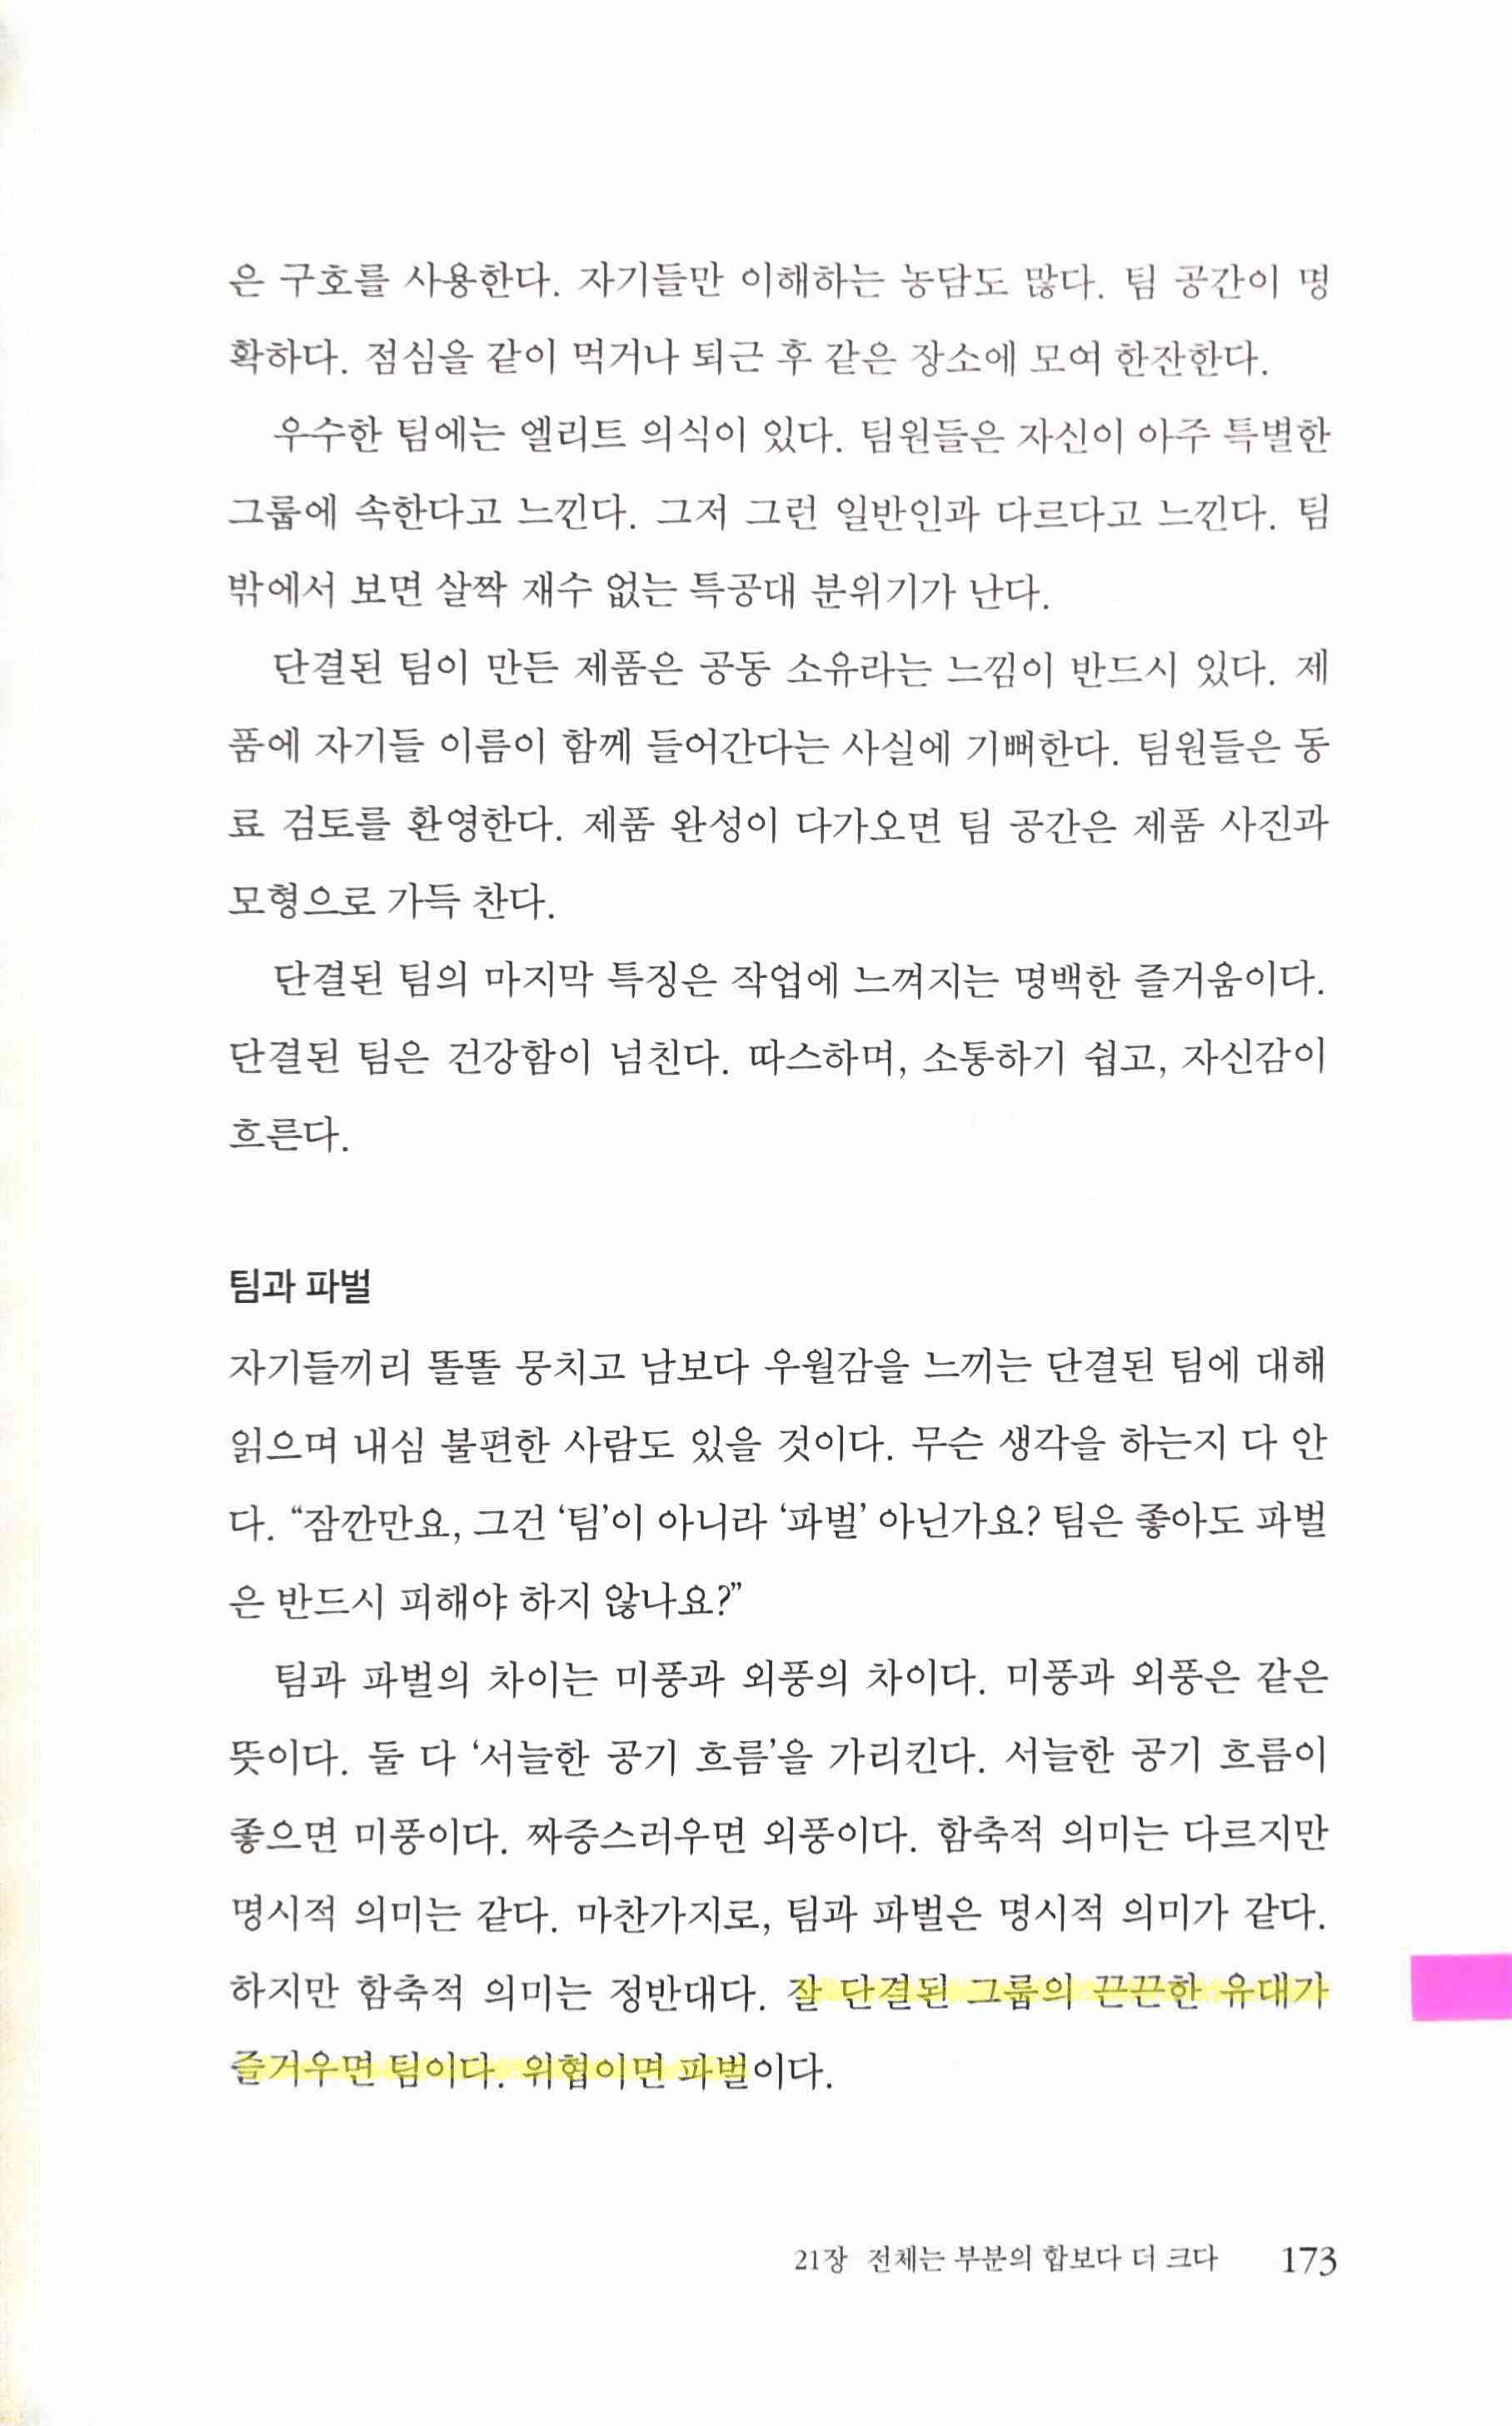 은 구호를 사용한다. 자기들만 이해하는 농담도 많다. 팀 공간이 명
확하다. 점심을 같이 먹거나 퇴근 후 같은 장소에 모여 한잔한다.
우수한 팀에는 엘리트 의식이 있다. 팀원들은 자신이 아주 특별한
그룹에 속한다고 느낀다. 그저 그런 일반인과 다르다고 느낀다. 팀
밖에서 보면 살짝 재수 없는 특공대 분위기가 난다.
단결된 팀이 만든 제품은 공동 소유라는 느낌이 반드시 있다. 제
품에 자기들 이름이 함께 들어간다는 사실에 기뻐한다. 팀원들은 동
료 검토를 환영한다. 제품 완성이 다가오면 팀 공간은 제품 사진과
모형으로 가득 찬다.
단결된 팀의 마지막 특징은 작업에 느껴지는 명백한 즐거움이다.
단결된 팀은 건강함이 넘친다. 따스하며, 소통하기 쉽고, 자신감이
흐른다.
팀과 파벌
자기들끼리 똘똘 뭉치고 남보다 우월감을 느끼는 단결된 팀에 대해
읽으며 내심 불편한 사람도 있을 것이다. 무슨 생각을 하는지 다 안
다. “잠깐만요, 그건 ‘팀’이 아니라 ‘파벌’ 아닌가요? 팀은 좋아도 파벌
은 반드시 피해야 하지 않나요?”
팀과 파벌의 차이는 미풍과 외풍의 차이다. 미풍과 외풍은 같은
뜻이다. 둘 다 ‘서늘한 공기 흐름’을 가리킨다. 서늘한 공기 흐름이
좋으면 미풍이다. 짜증스러우면 외풍이다. 함축적 의미는 다르지만
명시적 의미는 같다. 마찬가지로, 팀과 파벌은 명시적 의미가 같다.
하지만 함축적 의미는 정반대다. 잘 단결된 그룹의 끈끈한 유대가
즐거우면 팀이다. 위협이면 파벌이다.
21장 전체는 부분의 합보다 더 크다 173